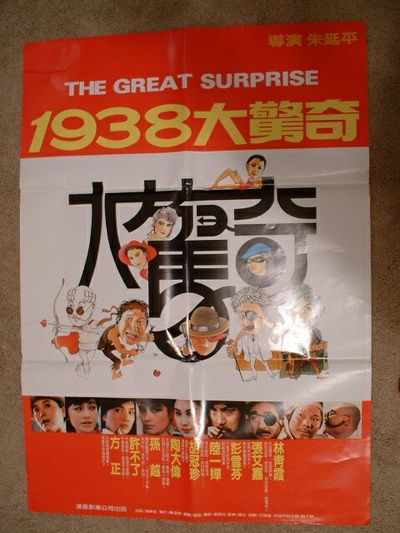 導演 朱延平
THE GREAT SURPRISE
1938大驚奇
大驚奇
林青霞
張艾嘉
彭雪芬
陸一嬋
胡冠珍
陶大偉
孫越
許不了
方正